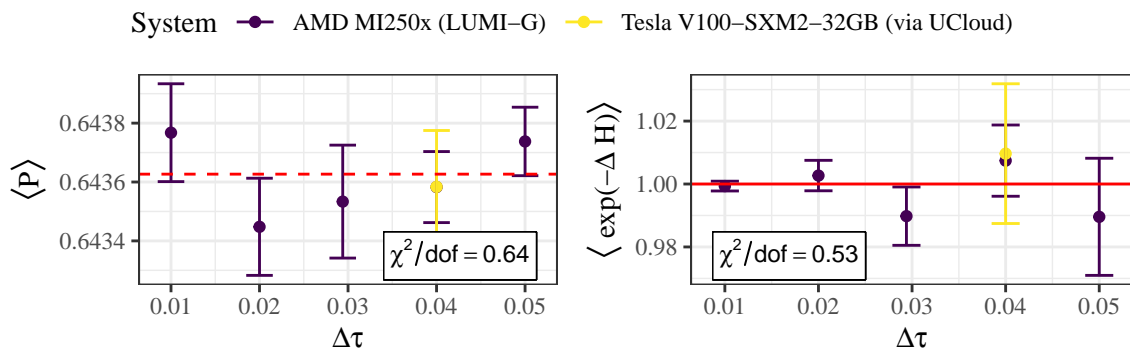 System AMD MI250x (LUMI−G) Tesla V100−SXM2−32GB (via UCloud)
⟨P⟩
0.6438
0.6436
0.6434
χ²/dof = 0.64
0.01 0.02 0.03 0.04 0.05
Δτ
⟨exp(−Δ H)⟩
1.02
1.00
0.98
χ²/dof = 0.53
0.01 0.02 0.03 0.04 0.05
Δτ